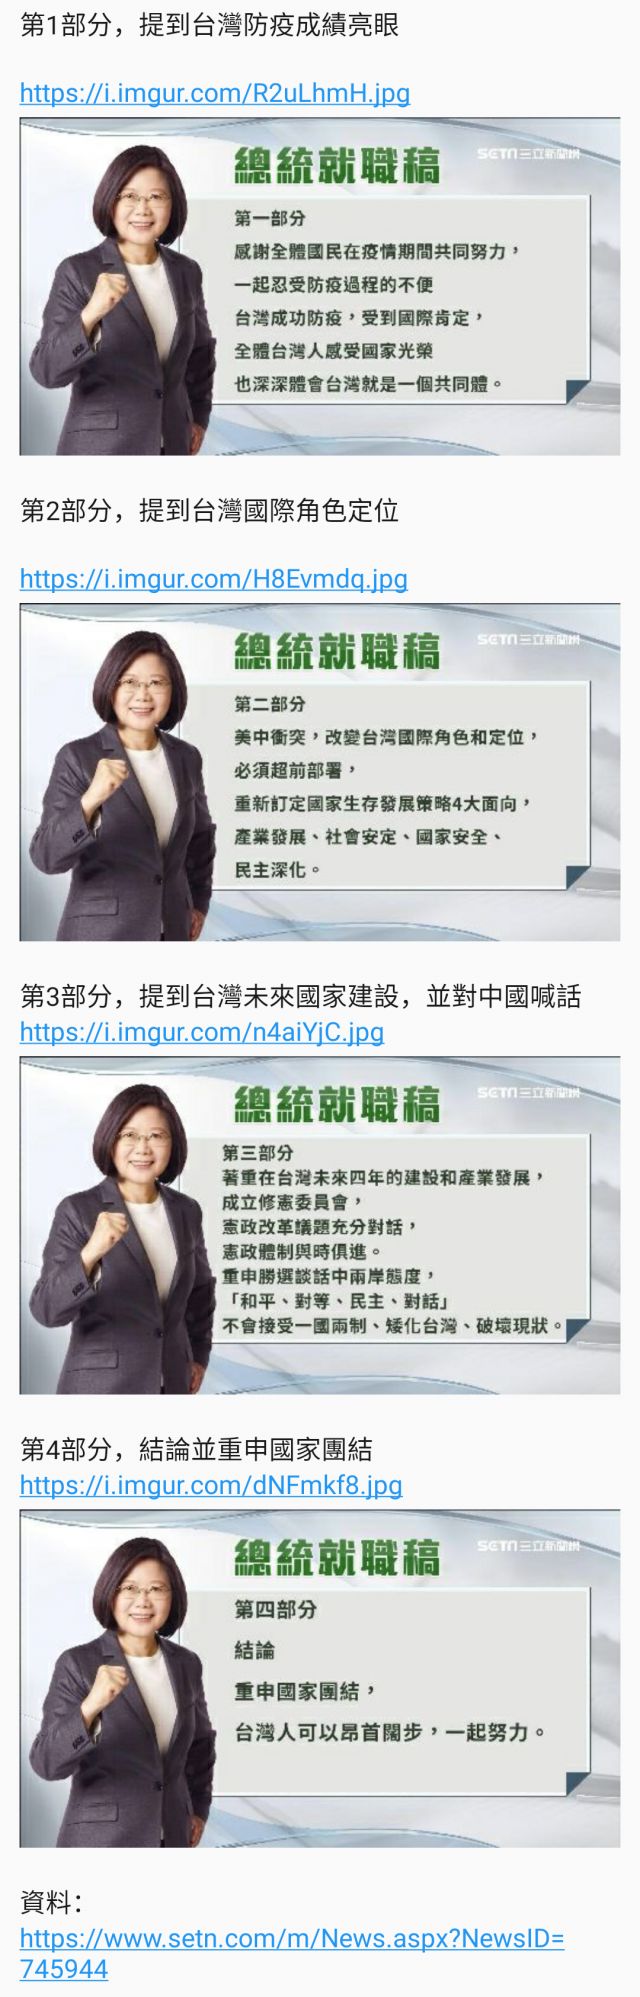 第1部分，提到台灣防疫成績亮眼
https://i.imgur.com/R2uLhmH.jpg
總統就職稿
SETN三立新聞網
第一部分
感謝全體國民在疫情期間共同努力，
一起忍受防疫過程的不便
台灣成功防疫，受到國際肯定，
全體台灣人感受國家光榮
也深深體會台灣就是一個共同體。
第2部分，提到台灣國際角色定位
https://i.imgur.com/H8Evmdq.jpg
總統就職稿
SETN三立新聞網
第二部分
美中衝突，改變台灣國際角色和定位，
必須超前部署，
重新訂定國家生存發展策略4大面向，
產業發展、社會安定、國家安全、
民主深化。
第3部分，提到台灣未來國家建設，並對中國喊話
https://i.imgur.com/n4aiYjC.jpg
總統就職稿
SETN三立新聞網
第三部分
著重在台灣未來四年的建設和產業發展，
成立修憲委員會，
憲政改革議題充分對話，
憲政體制與時俱進。
重申勝選談話中兩岸態度，
「和平、對等、民主、對話」
不會接受一國兩制、矮化台灣、破壞現狀。
第4部分，結論並重申國家團結
https://i.imgur.com/dNFmkf8.jpg
總統就職稿
SETN三立新聞網
第四部分
結論
重申國家團結，
台灣人可以昂首闊步，一起努力。
資料：
https://www.setn.com/m/News.aspx?NewsID=
745944